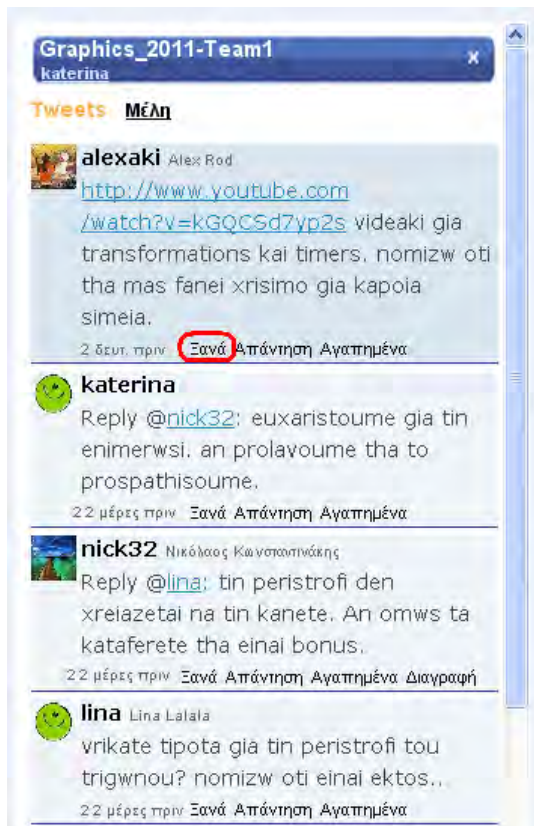 Graphics_2011-Team1
x
katerina
Tweets Μέλη
alexaki Alex Rod
http://www.youtube.com
/watch?v=kGQCSd7yp2s videaki gia
transformations kai timers. nomizw oti
tha mas fanei xrisimo gia kapoia
simeia.
2 δευτ. πριν Ξανά Απάντηση Αγαπημένα
katerina
Reply @nick32: euxaristoume gia tin
enimerwsi. an prolavoume tha to
prospathisoume.
22 μέρες πριν Ξανά Απάντηση Αγαπημένα
nick32 Νικόλαος Κωνσταντινάκης
Reply @lina: tin peristrofi den
xreiazetai na tin kanete. An omws ta
kataferete tha einai bonus.
22 μέρες πριν Ξανά Απάντηση Αγαπημένα Διαγραφή
lina Lina Lalala
vrikate tipota gia tin peristrofi tou
trigwnou? nomizw oti einai ektos..
22 μέρες πριν Ξανά Απάντηση Αγαπημένα